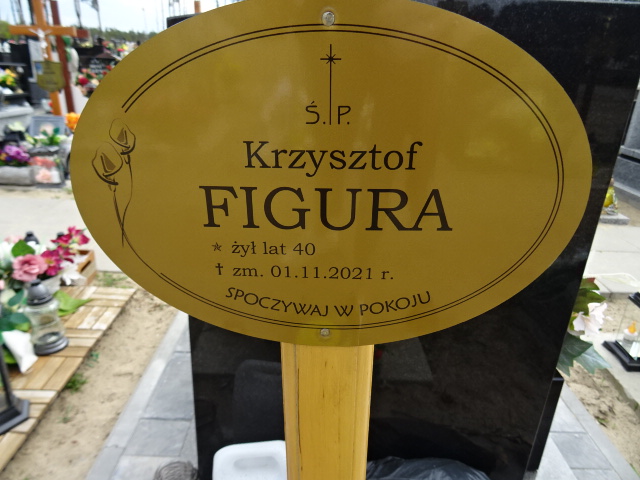 Ś.P.
Krzysztof
FIGURA
* żył lat 40
† zm. 01.11.2021 r.
SPOCZYWAJ W POKOJU